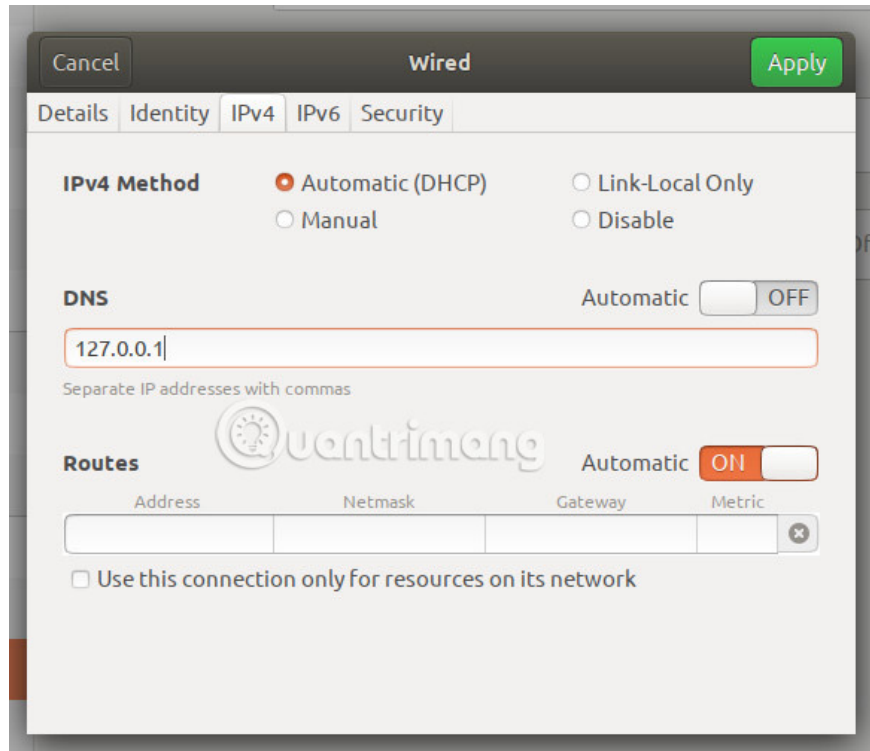 Cancel Wired Apply
Details Identity IPv4 IPv6 Security
IPv4 Method Automatic (DHCP) Link-Local Only
Manual Disable
DNS Automatic OFF
127.0.0.1
Separate IP addresses with commas
Quantrimang
Routes Automatic ON
Address Netmask Gateway Metric
Use this connection only for resources on its network